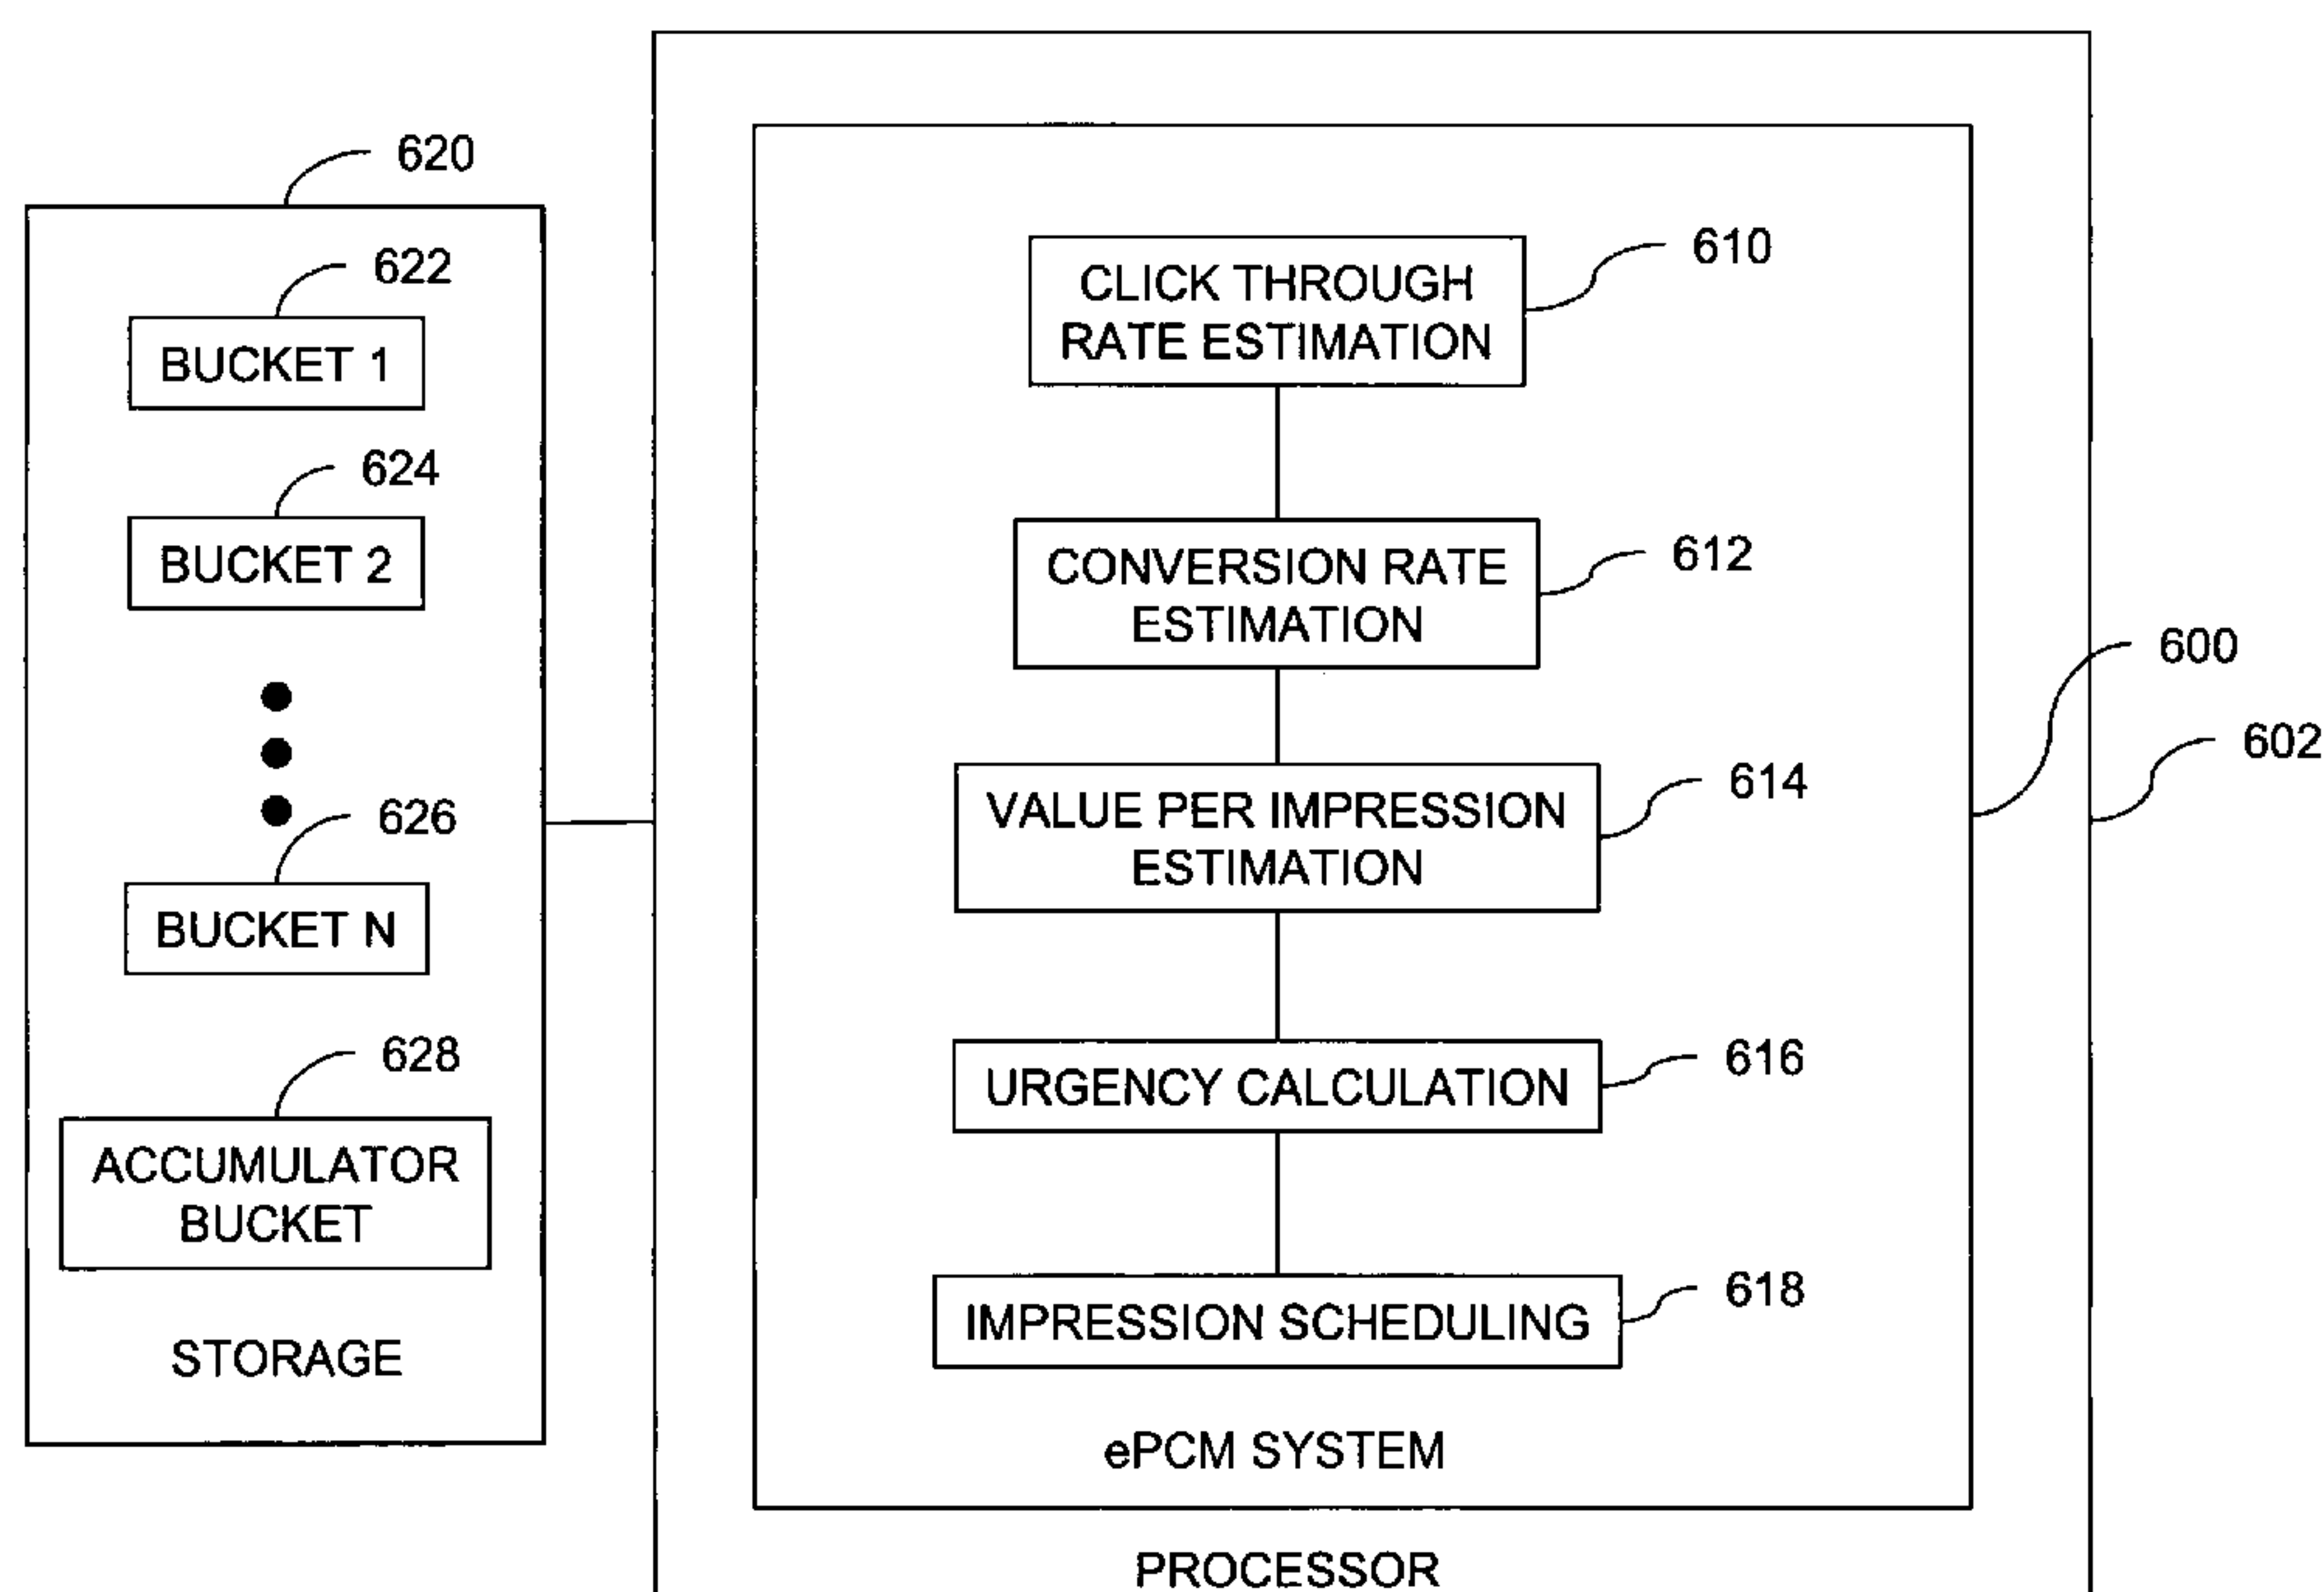 620
622
BUCKET 1
624
BUCKET 2
626
BUCKET N
628
ACCUMULATOR
BUCKET
STORAGE
CLICK THROUGH
RATE ESTIMATION
610
CONVERSION RATE
ESTIMATION
612
VALUE PER IMPRESSION
ESTIMATION
614
URGENCY CALCULATION
616
IMPRESSION SCHEDULING
618
ePCM SYSTEM
PROCESSOR
600
602